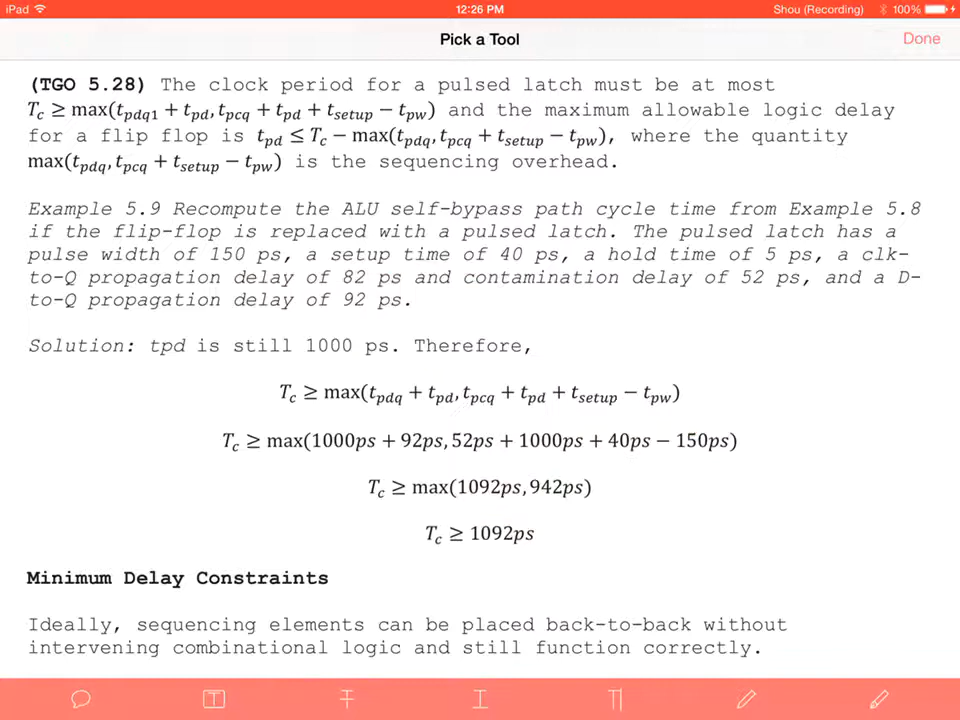 iPad 12:26 PM Shou (Recording) 100%
Pick a Tool Done
(TGO 5.28) The clock period for a pulsed latch must be at most
T_c ≥ max(t_pdq1 + t_pd, t_pcq + t_pd + t_setup − t_pw) and the maximum allowable logic delay
for a flip flop is t_pd ≤ T_c − max(t_pdq, t_pcq + t_setup − t_pw), where the quantity
max(t_pdq, t_pcq + t_setup − t_pw) is the sequencing overhead.
Example 5.9 Recompute the ALU self-bypass path cycle time from Example 5.8
if the flip-flop is replaced with a pulsed latch. The pulsed latch has a
pulse width of 150 ps, a setup time of 40 ps, a hold time of 5 ps, a clk-
to-Q propagation delay of 82 ps and contamination delay of 52 ps, and a D-
to-Q propagation delay of 92 ps.
Solution: tpd is still 1000 ps. Therefore,
T_c ≥ max(t_pdq + t_pd, t_pcq + t_pd + t_setup − t_pw)
T_c ≥ max(1000ps + 92ps, 52ps + 1000ps + 40ps − 150ps)
T_c ≥ max(1092ps, 942ps)
T_c ≥ 1092ps
Minimum Delay Constraints
Ideally, sequencing elements can be placed back-to-back without
intervening combinational logic and still function correctly.